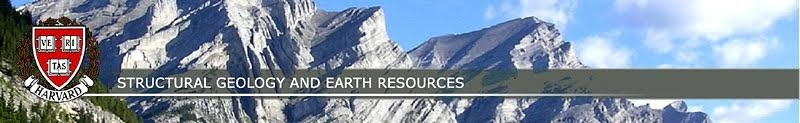 VE RI
TAS
HARVARD
STRUCTURAL GEOLOGY AND EARTH RESOURCES